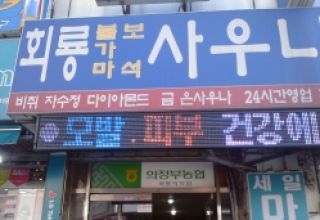 회룡 불가마 보석 사우나
비취 자수정 다이아몬드 금 은사우나 24시간영업
모발 . 피부 건강에
의정부농협
세일
마